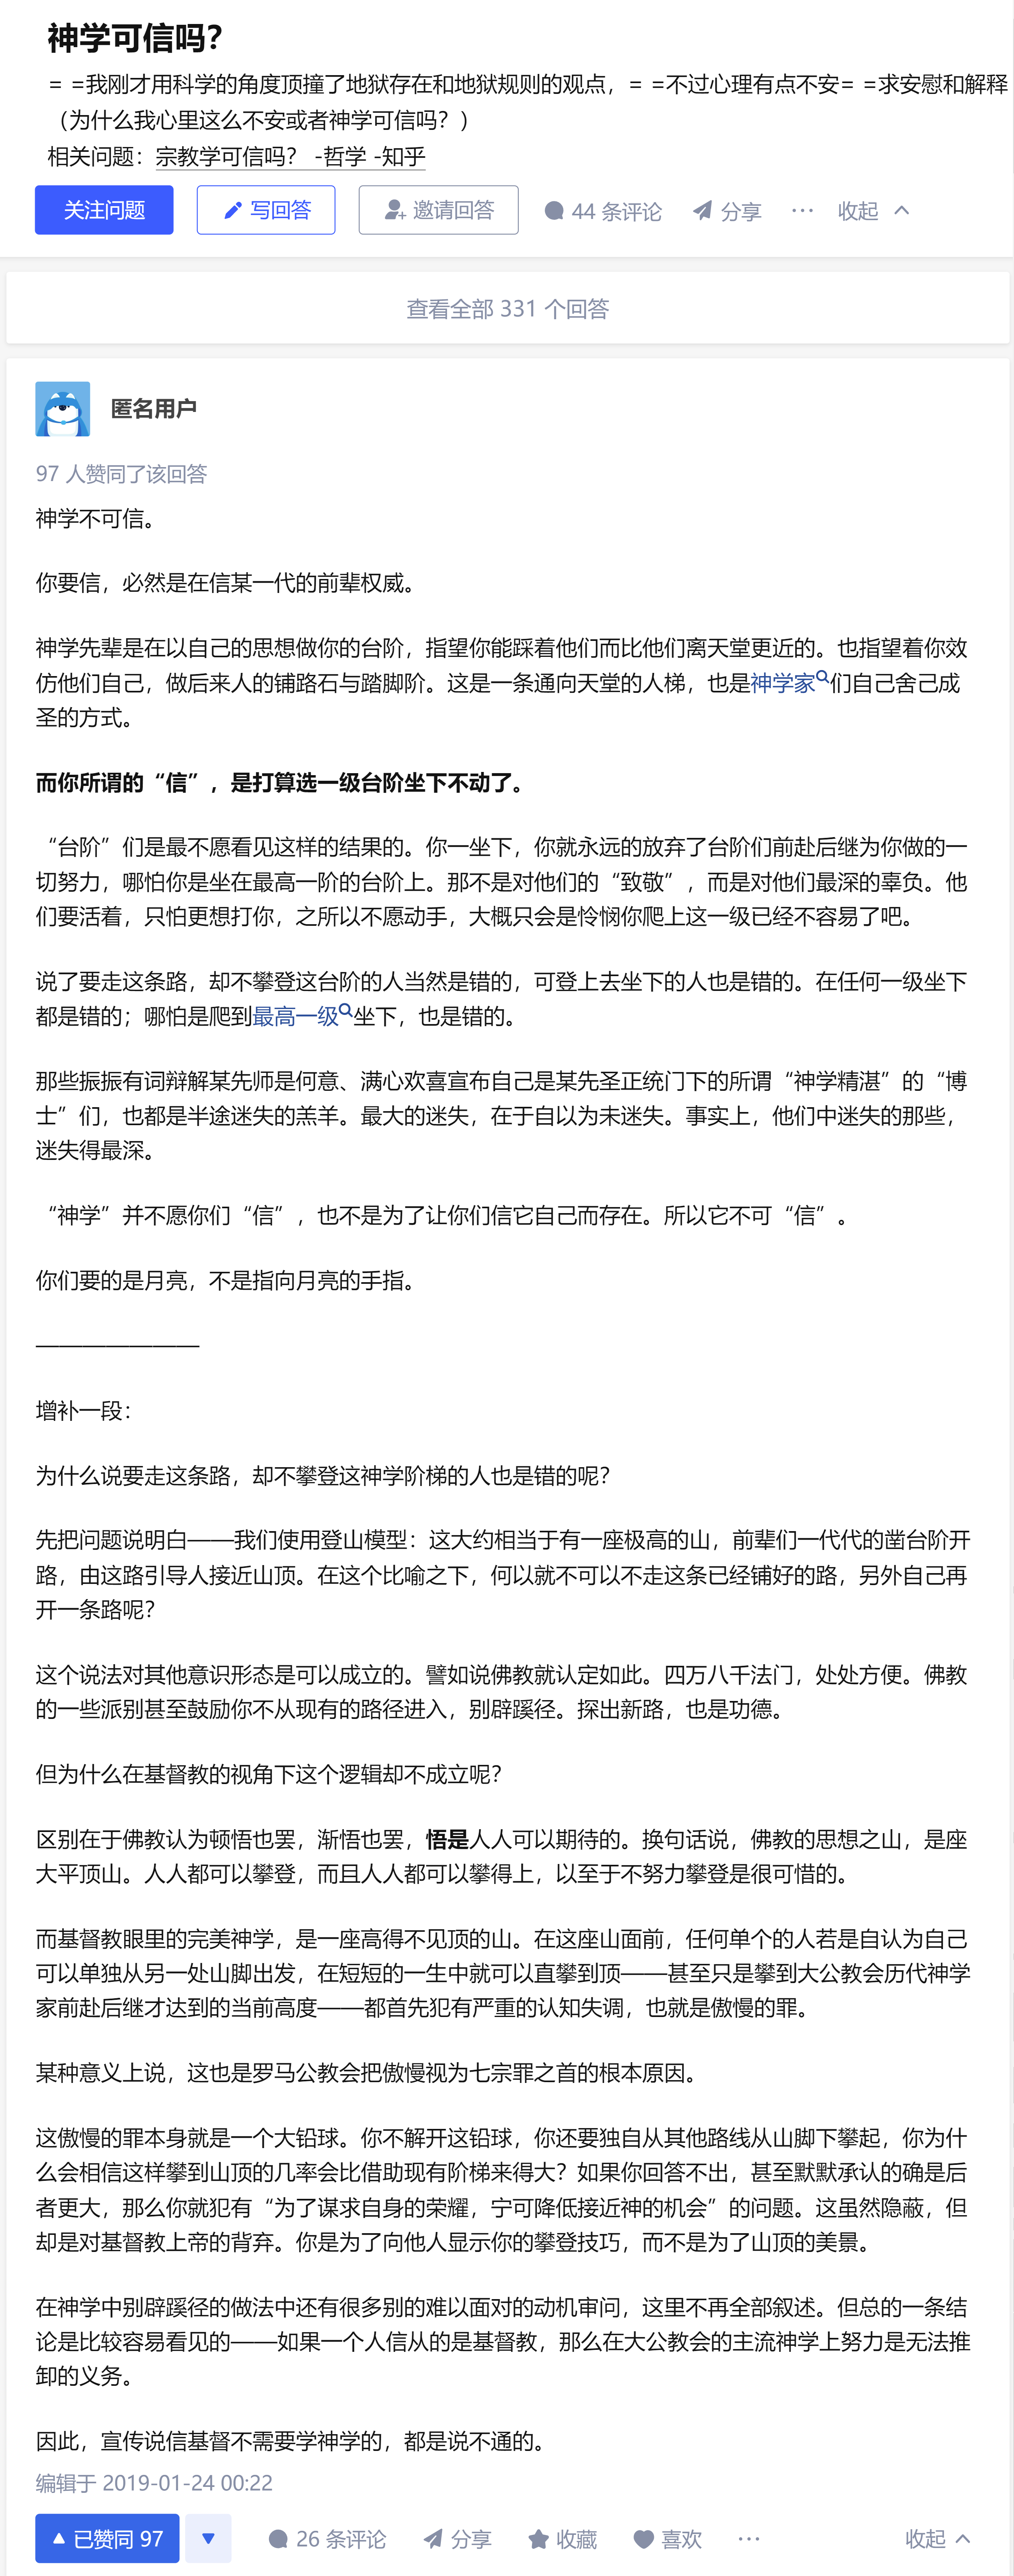 神学可信吗?
= =我刚才用科学的角度顶撞了地狱存在和地狱规则的观点，= =不过心理有点不安= =求安慰和解释
（为什么我心里这么不安或者神学可信吗？）
相关问题：宗教学可信吗？ -哲学 -知乎
关注问题 写回答 邀请回答 44 条评论 分享 ··· 收起
查看全部 331 个回答
匿名用户
97 人赞同了该回答
神学不可信。
你要信，必然是在信某一代的前辈权威。
神学先辈是在以自己的思想做你的台阶，指望你能踩着他们而比他们离天堂更近的。也指望着你效
仿他们自己，做后来人的铺路石与踏脚阶。这是一条通向天堂的人梯，也是神学家们自己舍己成
圣的方式。
而你所谓的“信”，是打算选一级台阶坐下不动了。
“台阶”们是最不愿看见这样的结果的。你一坐下，你就永远的放弃了台阶们前赴后继为你做的一
切努力，哪怕你是坐在最高一阶的台阶上。那不是对他们的“致敬”，而是对他们最深的辜负。他
们要活着，只怕更想打你，之所以不愿动手，大概只会是怜悯你爬上这一级已经不容易了吧。
说了要走这条路，却不攀登这台阶的人当然是错的，可登上去坐下的人也是错的。在任何一级坐下
都是错的；哪怕是爬到最高一级坐下，也是错的。
那些振振有词辩解某先师是何意、满心欢喜宣布自己是某先圣正统门下的所谓“神学精湛”的“博
士”们，也都是半途迷失的羔羊。最大的迷失，在于自以为未迷失。事实上，他们中迷失的那些，
迷失得最深。
“神学”并不愿你们“信”，也不是为了让你们信它自己而存在。所以它不可“信”。
你们要的是月亮，不是指向月亮的手指。
———————
增补一段：
为什么说要走这条路，却不攀登这神学阶梯的人也是错的呢？
先把问题说明白——我们使用登山模型：这大约相当于有一座极高的山，前辈们一代代的凿台阶开
路，由这路引导人接近山顶。在这个比喻之下，何以就不可以不走这条已经铺好的路，另外自己再
开一条路呢？
这个说法对其他意识形态是可以成立的。譬如说佛教就认定如此。四万八千法门，处处方便。佛教
的一些派别甚至鼓励你不从现有的路径进入，别辟蹊径。探出新路，也是功德。
但为什么在基督教的视角下这个逻辑却不成立呢？
区别在于佛教认为顿悟也罢，渐悟也罢，悟是人人可以期待的。换句话说，佛教的思想之山，是座
大平顶山。人人都可以攀登，而且人人都可以攀得上，以至于不努力攀登是很可惜的。
而基督教眼里的完美神学，是一座高得不见顶的山。在这座山面前，任何单个的人若是自认为自己
可以单独从另一处山脚出发，在短短的一生中就可以直攀到顶——甚至只是攀到大公教会历代神学
家前赴后继才达到的当前高度——都首先犯有严重的认知失调，也就是傲慢的罪。
某种意义上说，这也是罗马公教会把傲慢视为七宗罪之首的根本原因。
这傲慢的罪本身就是一个大铅球。你不解开这铅球，你还要独自从其他路线从山脚下攀起，你为什
么会相信这样攀到山顶的几率会比借助现有阶梯来得大？如果你回答不出，甚至默默承认的确是后
者更大，那么你就犯有“为了谋求自身的荣耀，宁可降低接近神的机会”的问题。这虽然隐蔽，但
却是对基督教上帝的背弃。你是为了向他人显示你的攀登技巧，而不是为了山顶的美景。
在神学中别辟蹊径的做法中还有很多别的难以面对的动机审问，这里不再全部叙述。但总的一条结
论是比较容易看见的——如果一个人信从的是基督教，那么在大公教会的主流神学上努力是无法推
卸的义务。
因此，宣传说信基督不需要学神学的，都是说不通的。
编辑于 2019-01-24 00:22
已赞同 97 26 条评论 分享 收藏 喜欢 ··· 收起